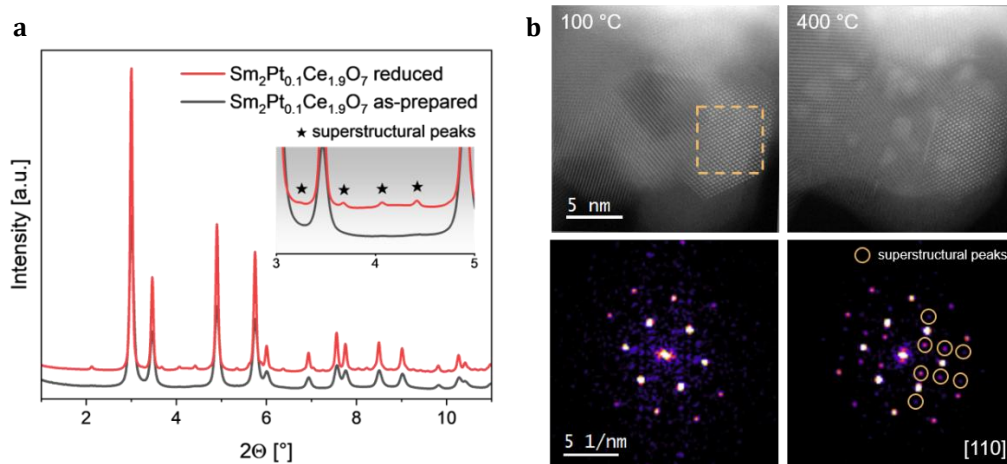 a
Sm₂Pt₀.₁Ce₁.₉O₇ reduced
Sm₂Pt₀.₁Ce₁.₉O₇ as-prepared
★ superstructural peaks
3 4 5
Intensity [a.u.]
2 4 6 8 10
2Θ [°]
b
100 °C
400 °C
5 nm
superstructural peaks
5 1/nm
[110]